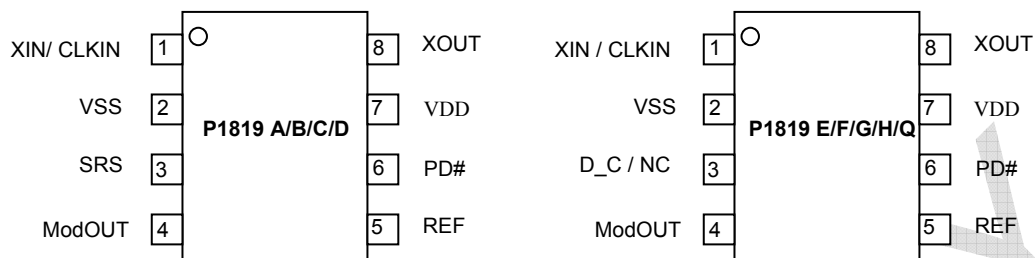 XIN/ CLKIN 1 8 XOUT
VSS 2 7 VDD
P1819 A/B/C/D
SRS 3 6 PD#
ModOUT 4 5 REF
XIN / CLKIN 1 8 XOUT
VSS 2 7 VDD
P1819 E/F/G/H/Q
D_C / NC 3 6 PD#
ModOUT 4 5 REF